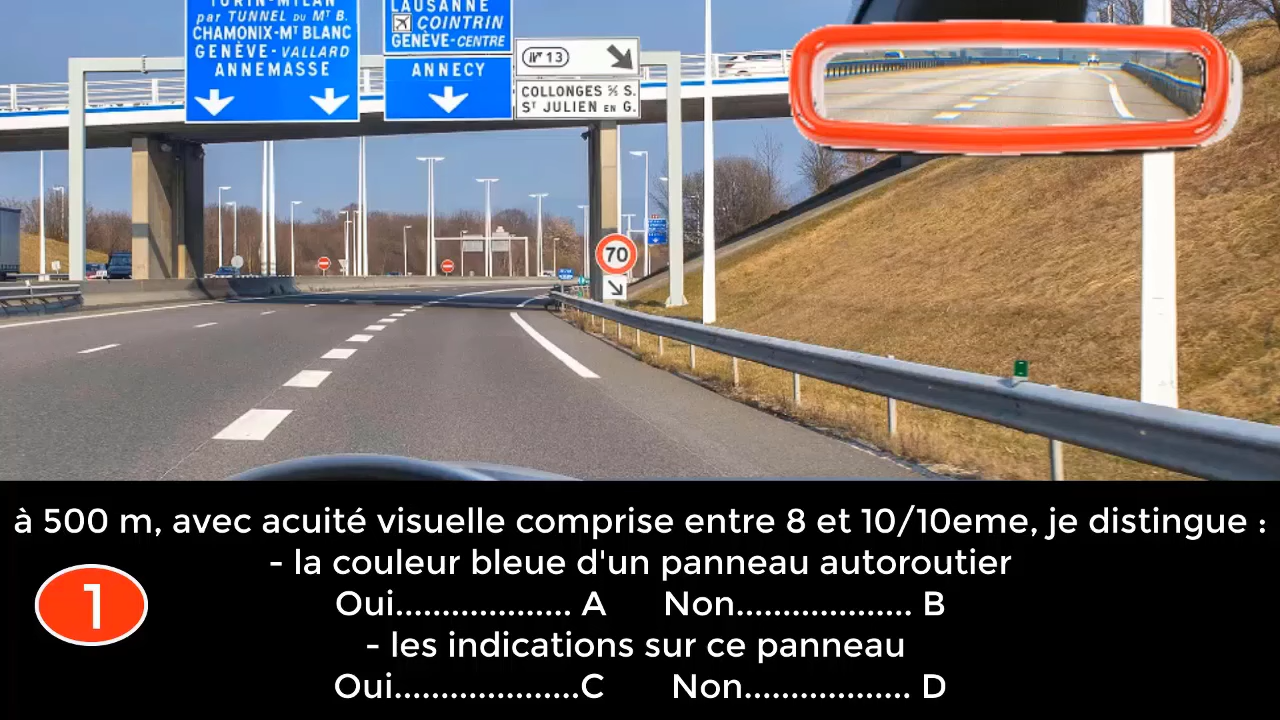 TURIN-MILAN
par TUNNEL DU Mᵀ B.
CHAMONIX-Mᵀ BLANC
GENÈVE-VALLARD
ANNEMASSE
LAUSANNE
COINTRIN
GENÈVE-CENTRE
ANNECY
N° 13
COLLONGES S/s S.
Sᵀ JULIEN EN G.
70
à 500 m, avec acuité visuelle comprise entre 8 et 10/10eme, je distingue :
- la couleur bleue d'un panneau autoroutier
Oui................... A Non................... B
- les indications sur ce panneau
Oui....................C Non.................. D
1